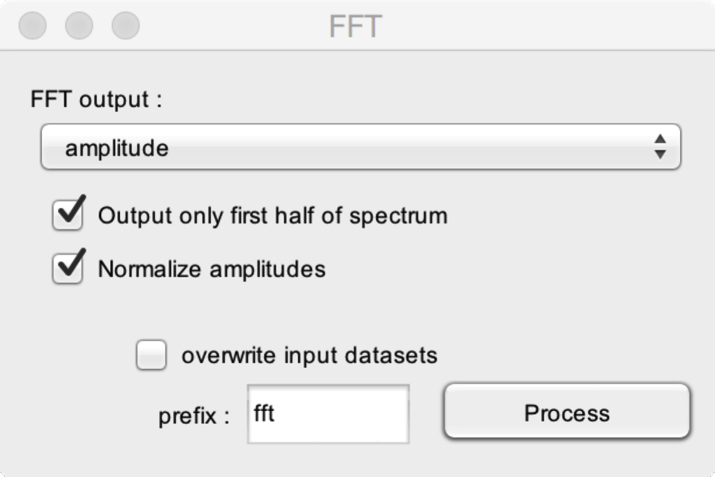 FFT
FFT output :
amplitude
Output only first half of spectrum
Normalize amplitudes
overwrite input datasets
prefix : fft Process